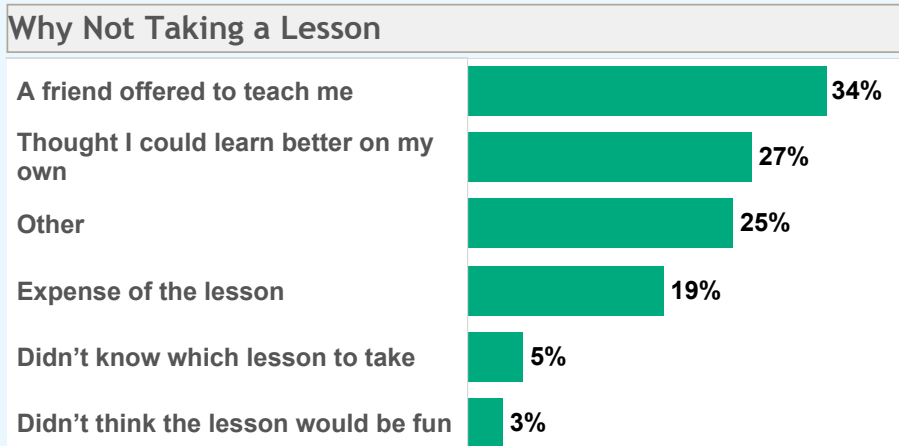 Why Not Taking a Lesson
A friend offered to teach me
34%
Thought I could learn better on my
own
27%
Other
25%
Expense of the lesson
19%
Didn’t know which lesson to take
5%
Didn’t think the lesson would be fun
3%